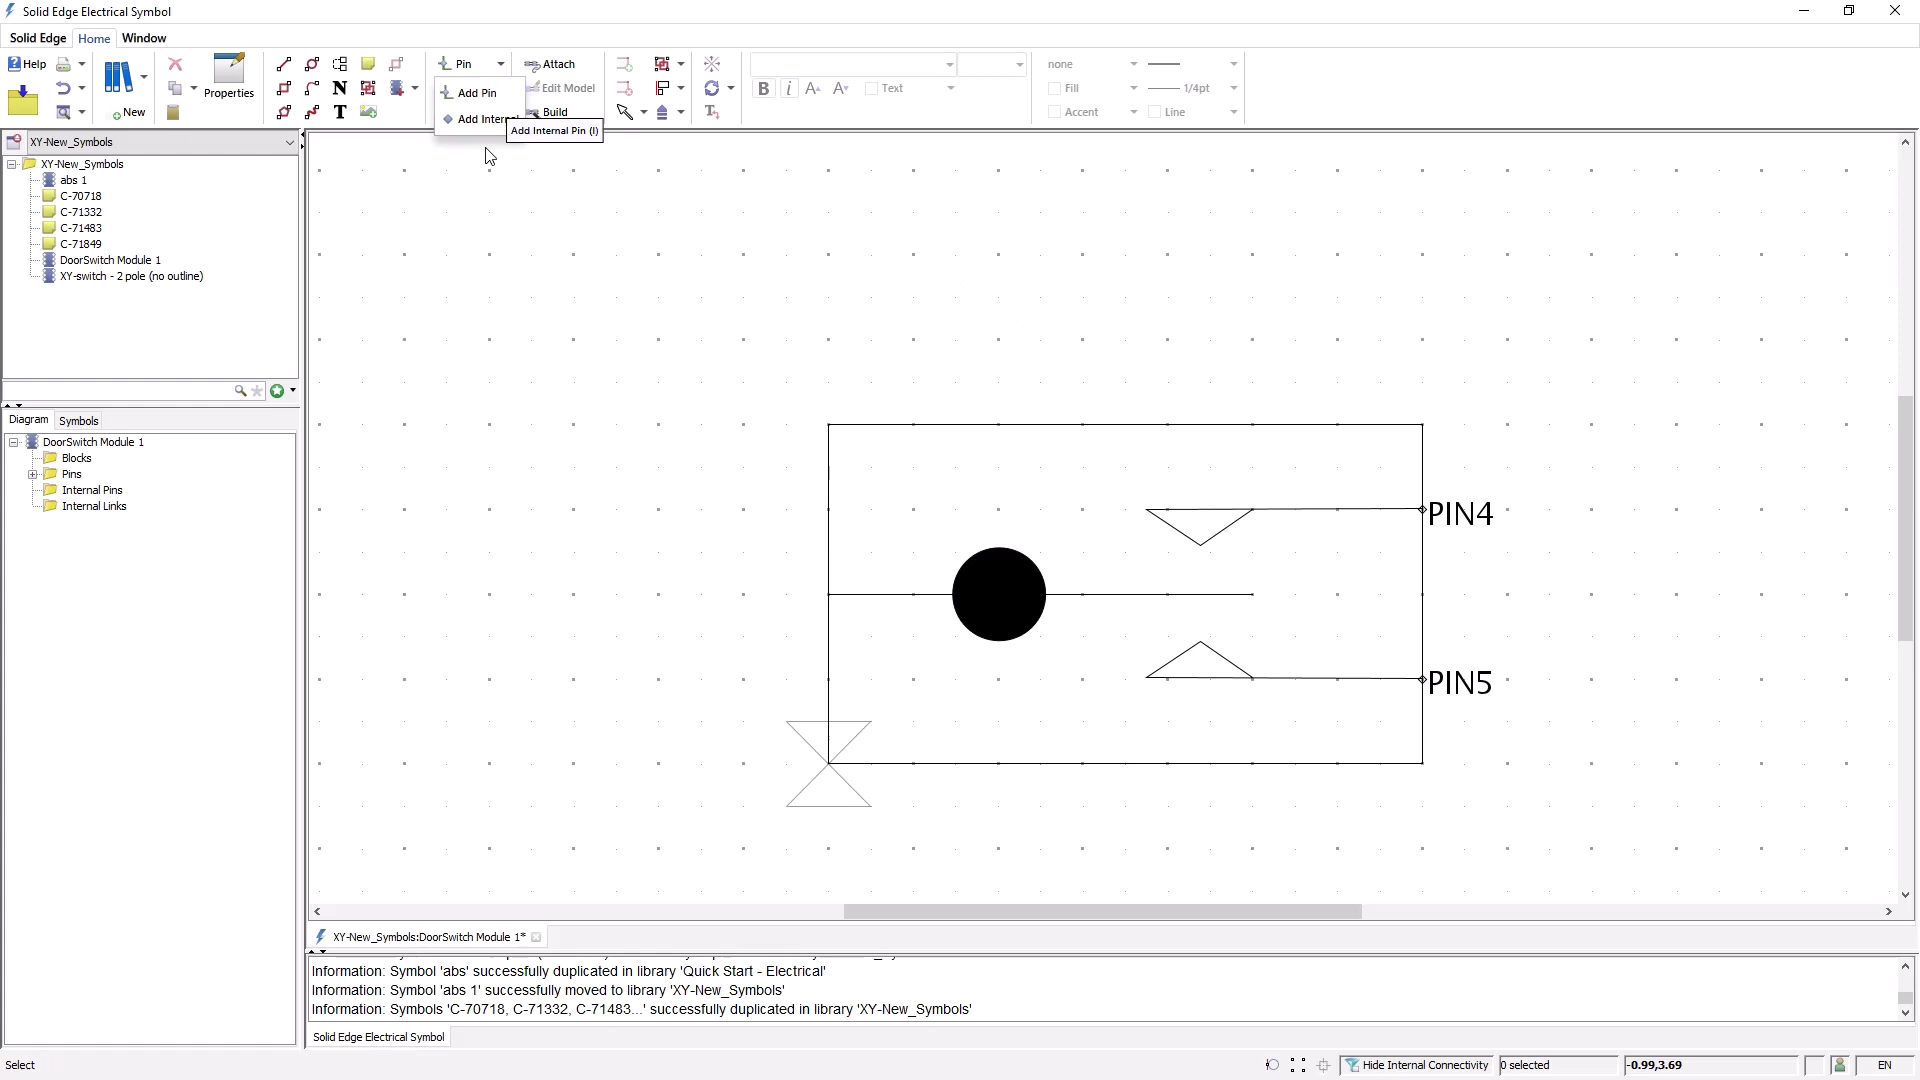 Solid Edge Electrical Symbol
Solid Edge Home Window
Help
Properties
New
Pin
Add Pin
Add Intern
Add Internal Pin (I)
Attach
Edit Model
Build
N
T
B i A A Text
none
Fill
Accent
1/4pt
Line
XY-New_Symbols
XY-New_Symbols
abs 1
C-70718
C-71332
C-71483
C-71849
DoorSwitch Module 1
XY-switch - 2 pole (no outline)
Diagram Symbols
DoorSwitch Module 1
Blocks
Pins
Internal Pins
Internal Links
PIN4
PIN5
XY-New_Symbols:DoorSwitch Module 1*
Information: Symbol 'abs' successfully duplicated in library 'Quick Start - Electrical'
Information: Symbol 'abs 1' successfully moved to library 'XY-New_Symbols'
Information: Symbols 'C-70718, C-71332, C-71483...' successfully duplicated in library 'XY-New_Symbols'
Solid Edge Electrical Symbol
Select
Hide Internal Connectivity
0 selected
-0.99,3.69
EN